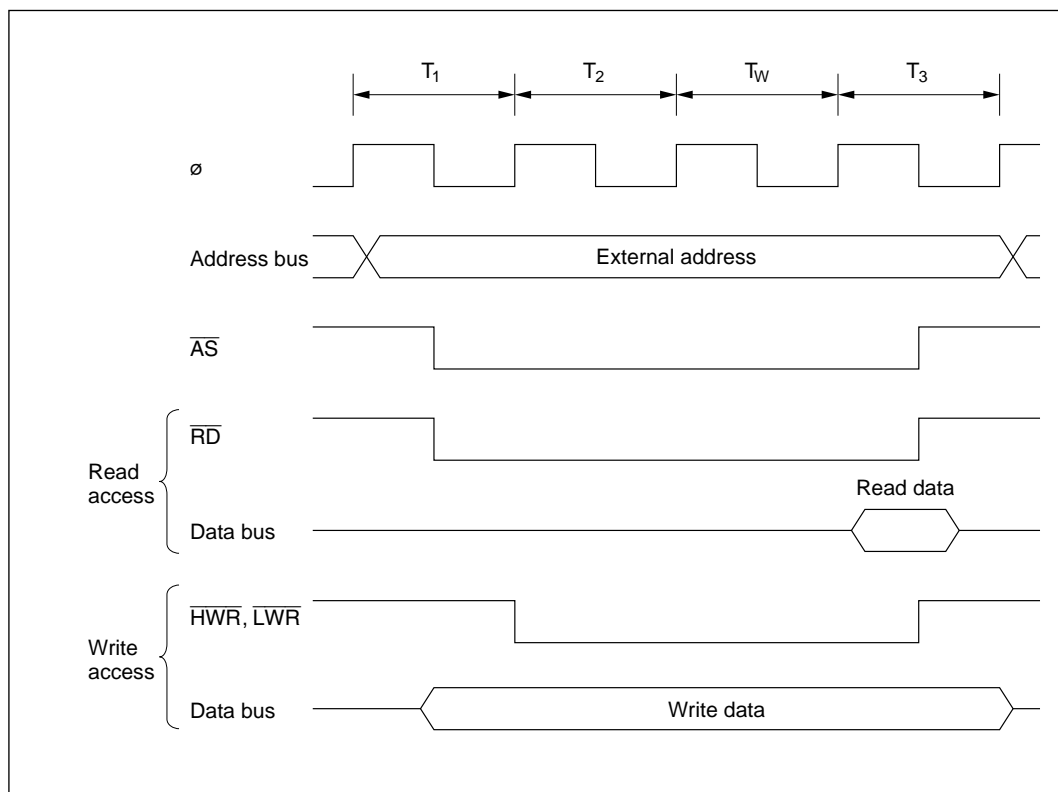 T1 T2 TW T3
ø
Address bus External address
AS
Read access
RD
Read data
Data bus
Write access
HWR, LWR
Data bus Write data